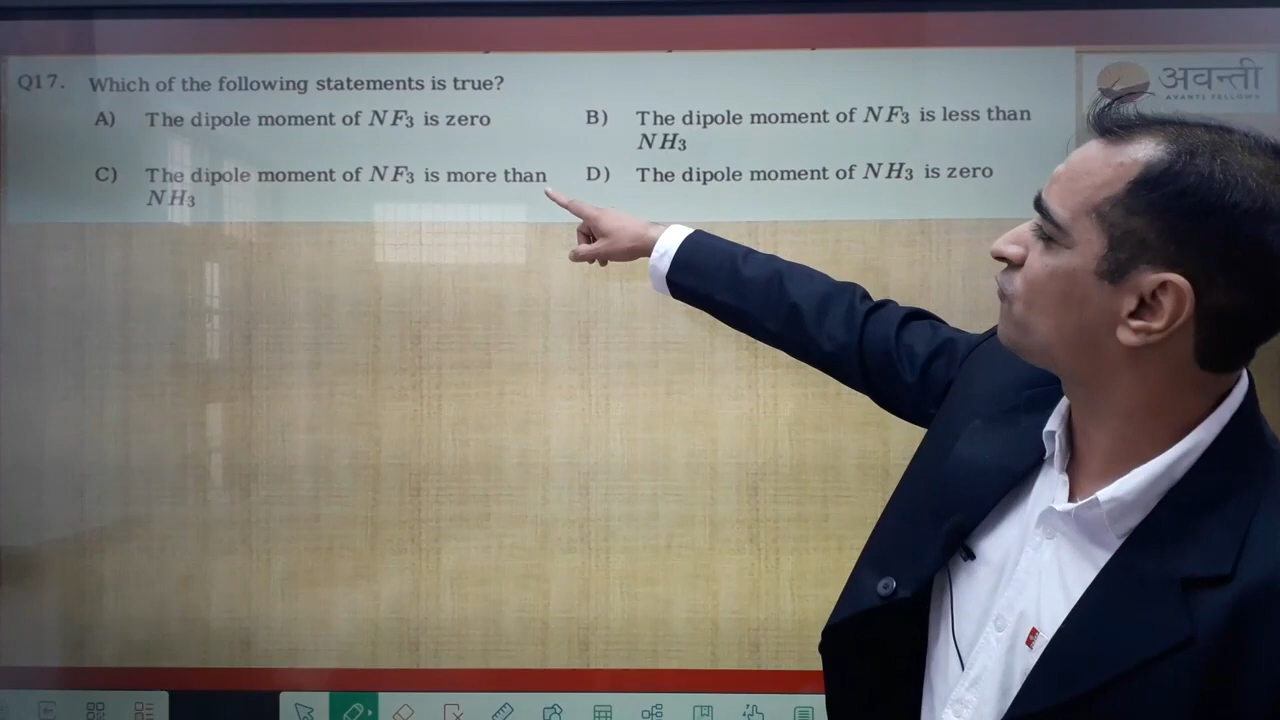 Q17. Which of the following statements is true?
A) The dipole moment of NF₃ is zero
B) The dipole moment of NF₃ is less than
NH₃
C) The dipole moment of NF₃ is more than
NH₃
D) The dipole moment of NH₃ is zero
अवन्ती
AVANTI FELLOWS